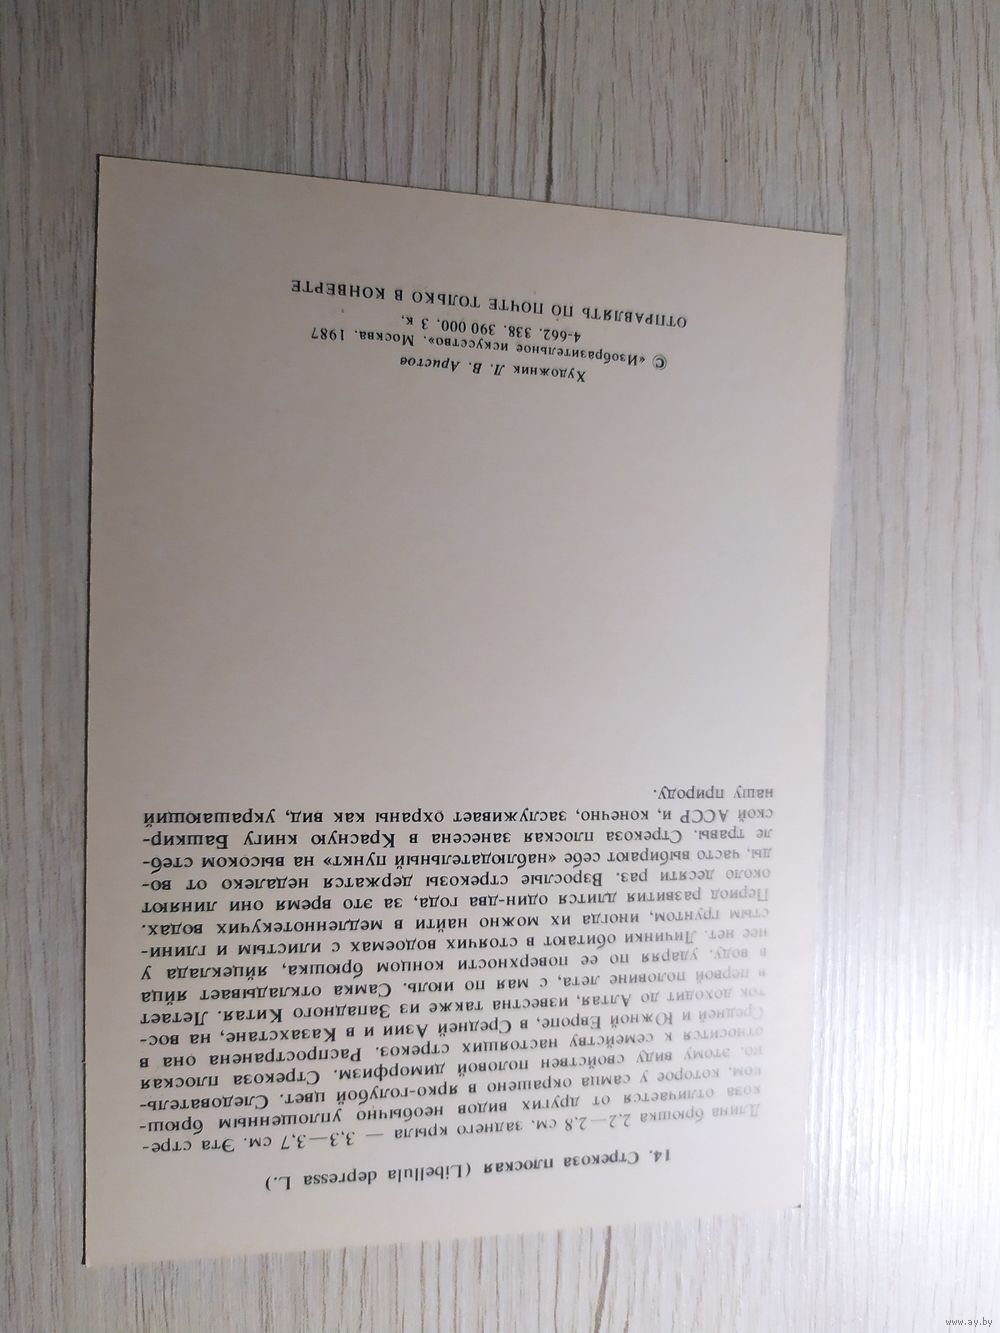 14. Стрекоза плоская (Libellula depressa L.)
Длина брюшка 2,2—2,8 см, заднего крыла — 3,3—3,7 см. Эта стре-
коза отличается от других видов необычно уплощенным брюш-
ком, которое у самца окрашено в ярко-голубой цвет. Следователь-
но, этому виду свойствен половой диморфизм. Стрекоза плоская
относится к семейству настоящих стрекоз. Распространена она в
Средней и Южной Европе, в Средней Азии и в Казахстане, на вос-
ток доходит до Алтая, известна также из Западного Китая. Летает
в первой половине лета, с мая по июль. Самка откладывает яйца
в воду, ударяя по ее поверхности концом брюшка, яйцеклада у
нее нет. Личинки обитают в стоячих водоемах с илистым и глини-
стым грунтом, иногда их можно найти в медленнотекучих водах.
Период развития длится один-два года, за это время они линяют
около десяти раз. Взрослые стрекозы держатся недалеко от во-
ды, часто выбирают себе «наблюдательный пункт» на высоком стеб-
ле травы. Стрекоза плоская занесена в Красную книгу Башкир-
ской АССР и, конечно, заслуживает охраны как вид, украшающий
нашу природу.
Художник Л. В. Аристов
© «Изобразительное искусство». Москва. 1987
4-662. 338. 390 000. 3 к.
ОТПРАВЛЯТЬ ПО ПОЧТЕ ТОЛЬКО В КОНВЕРТЕ
www.ay.by